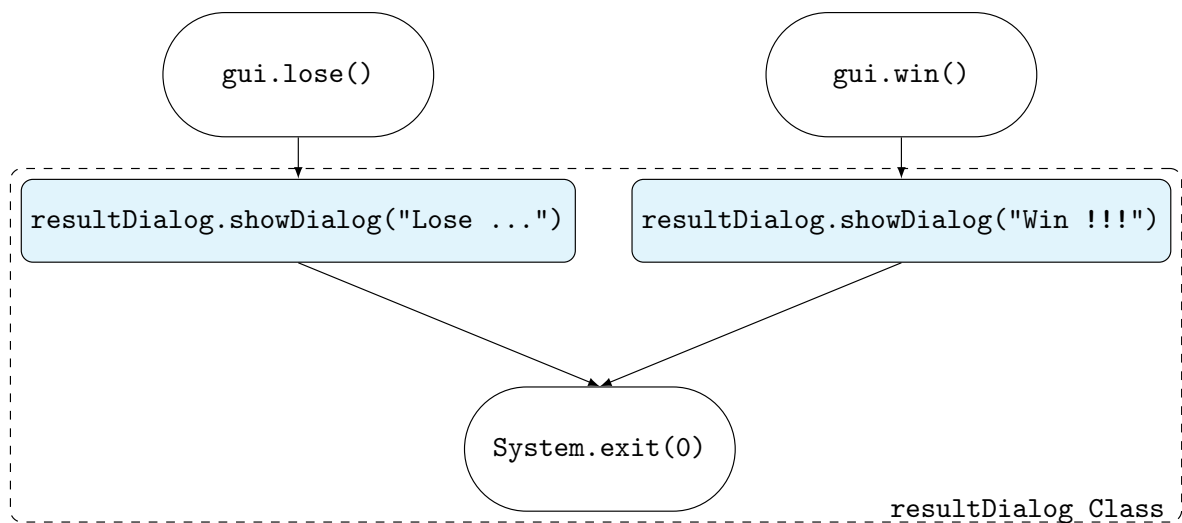 gui.lose()
gui.win()
resultDialog.showDialog("Lose ...")
resultDialog.showDialog("Win !!!")
System.exit(0)
resultDialog Class